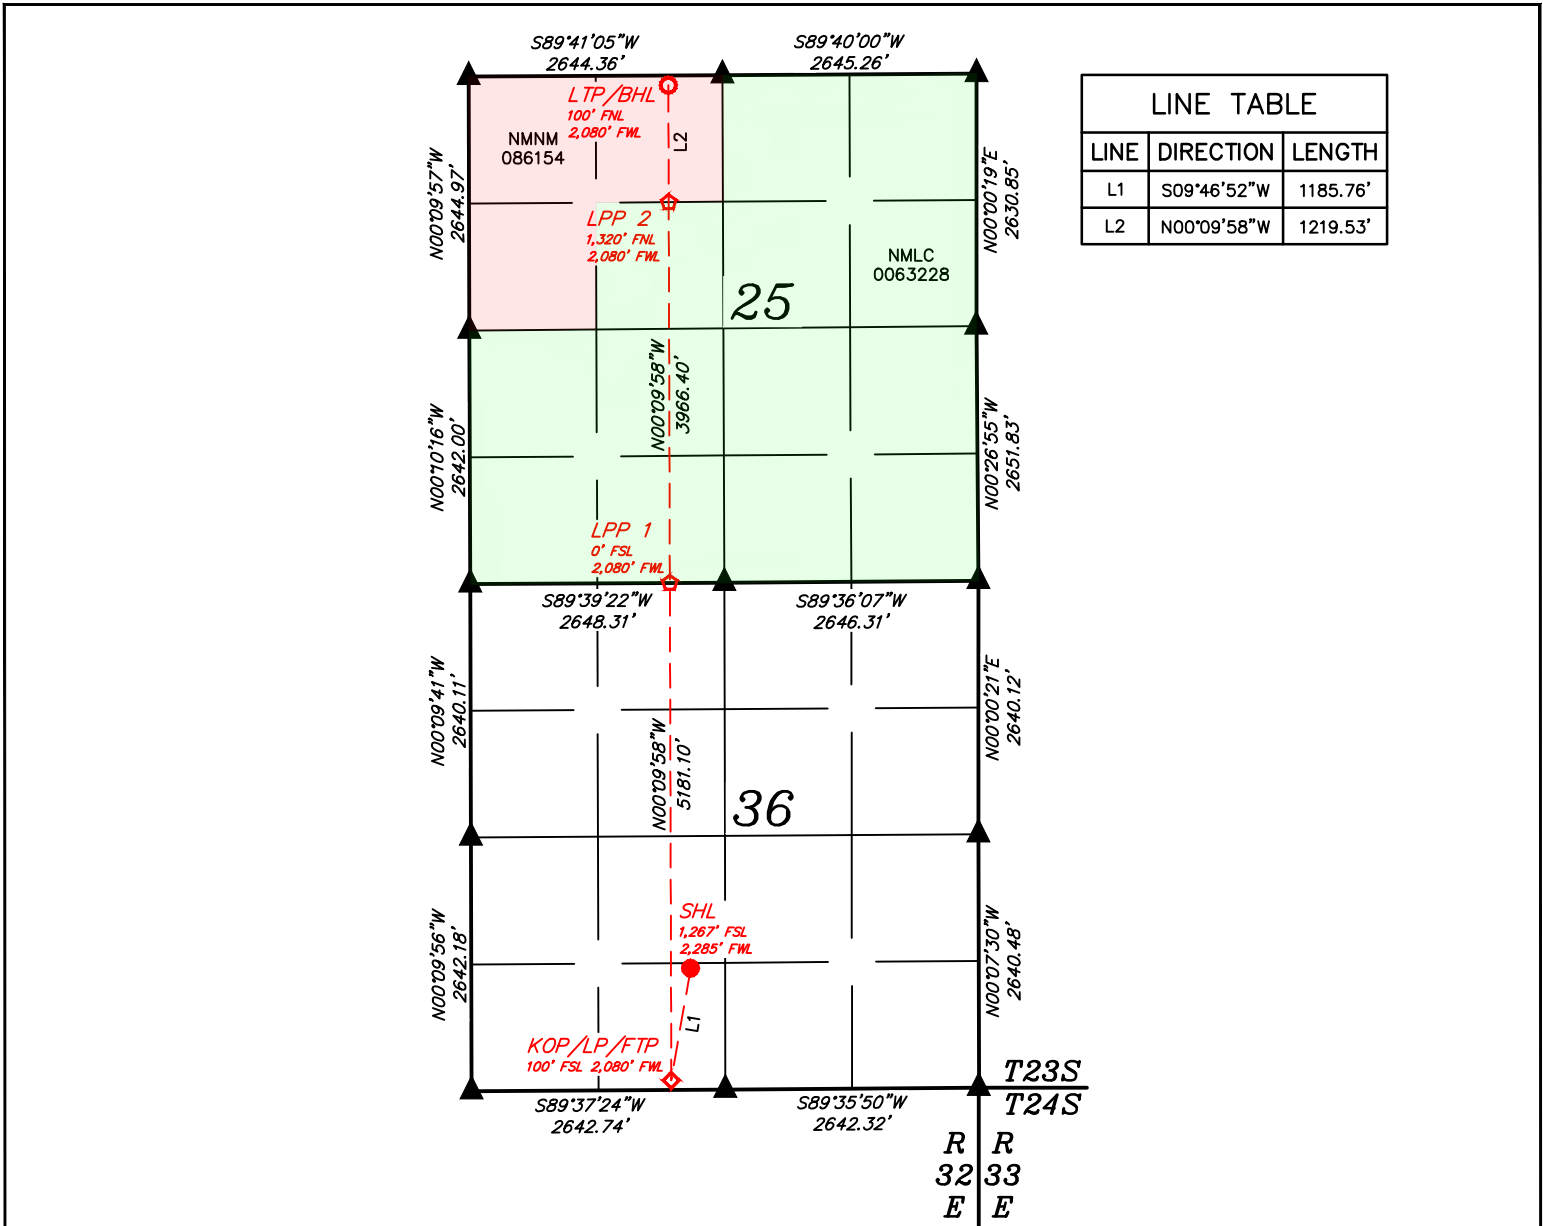 S89°41'05"W
2644.36'
S89°40'00"W
2645.26'
LINE TABLE
LINE DIRECTION LENGTH
L1 S09°46'52"W 1185.76'
L2 N00°09'58"W 1219.53'
LTP/BHL
100' FNL
2,080' FWL
NMNM
086154
L2
N00°09'57"W
2644.97'
N00°00'19"E
2630.85'
LPP 2
1,320' FNL
2,080' FWL
NMLC
0063228
25
N00°09'58"W
3966.40'
N00°10'16"W
2642.00'
N00°26'55"W
2651.83'
LPP 1
0' FSL
2,080' FWL
S89°39'22"W
2648.31'
S89°36'07"W
2646.31'
N00°09'41"W
2640.11'
N00°00'21"E
2640.12'
N00°09'58"W
5181.10'
36
SHL
1,267' FSL
2,285' FWL
N00°09'56"W
2642.18'
N00°07'30"W
2640.48'
L1
KOP/LP/FTP
100' FSL 2,080' FWL
S89°37'24"W
2642.74'
S89°35'50"W
2642.32'
T23S
T24S
R R
32 33
E E